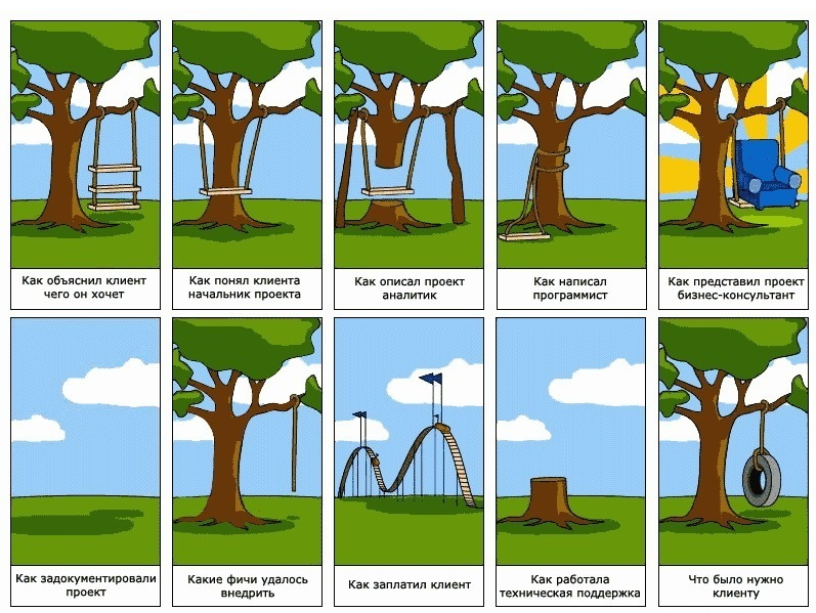 Как объяснил клиент
чего он хочет
Как понял клиента
начальник проекта
Как описал проект
аналитик
Как написал
программист
Как представил проект
бизнес-консультант
Как задокументировали
проект
Какие фичи удалось
внедрить
Как заплатил клиент
Как работала
техническая поддержка
Что было нужно
клиенту